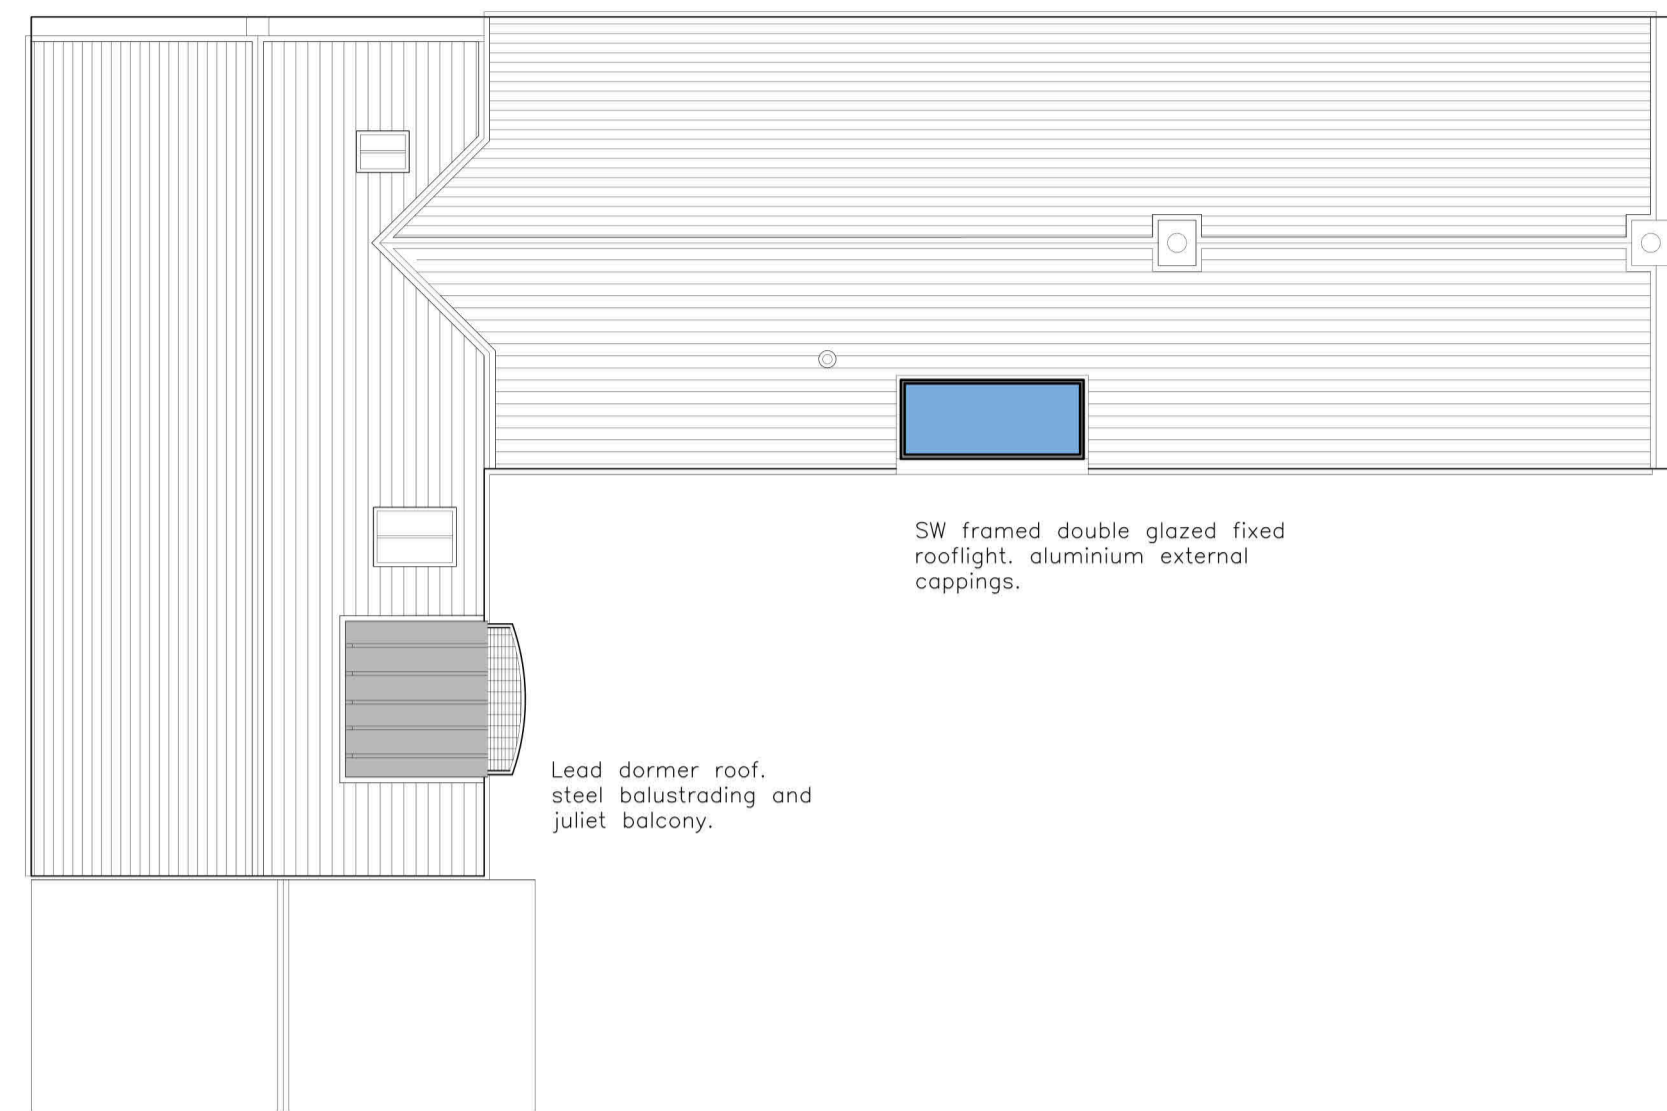 SW framed double glazed fixed
rooflight. aluminium external
cappings.
Lead dormer roof.
steel balustrading and
juliet balcony.